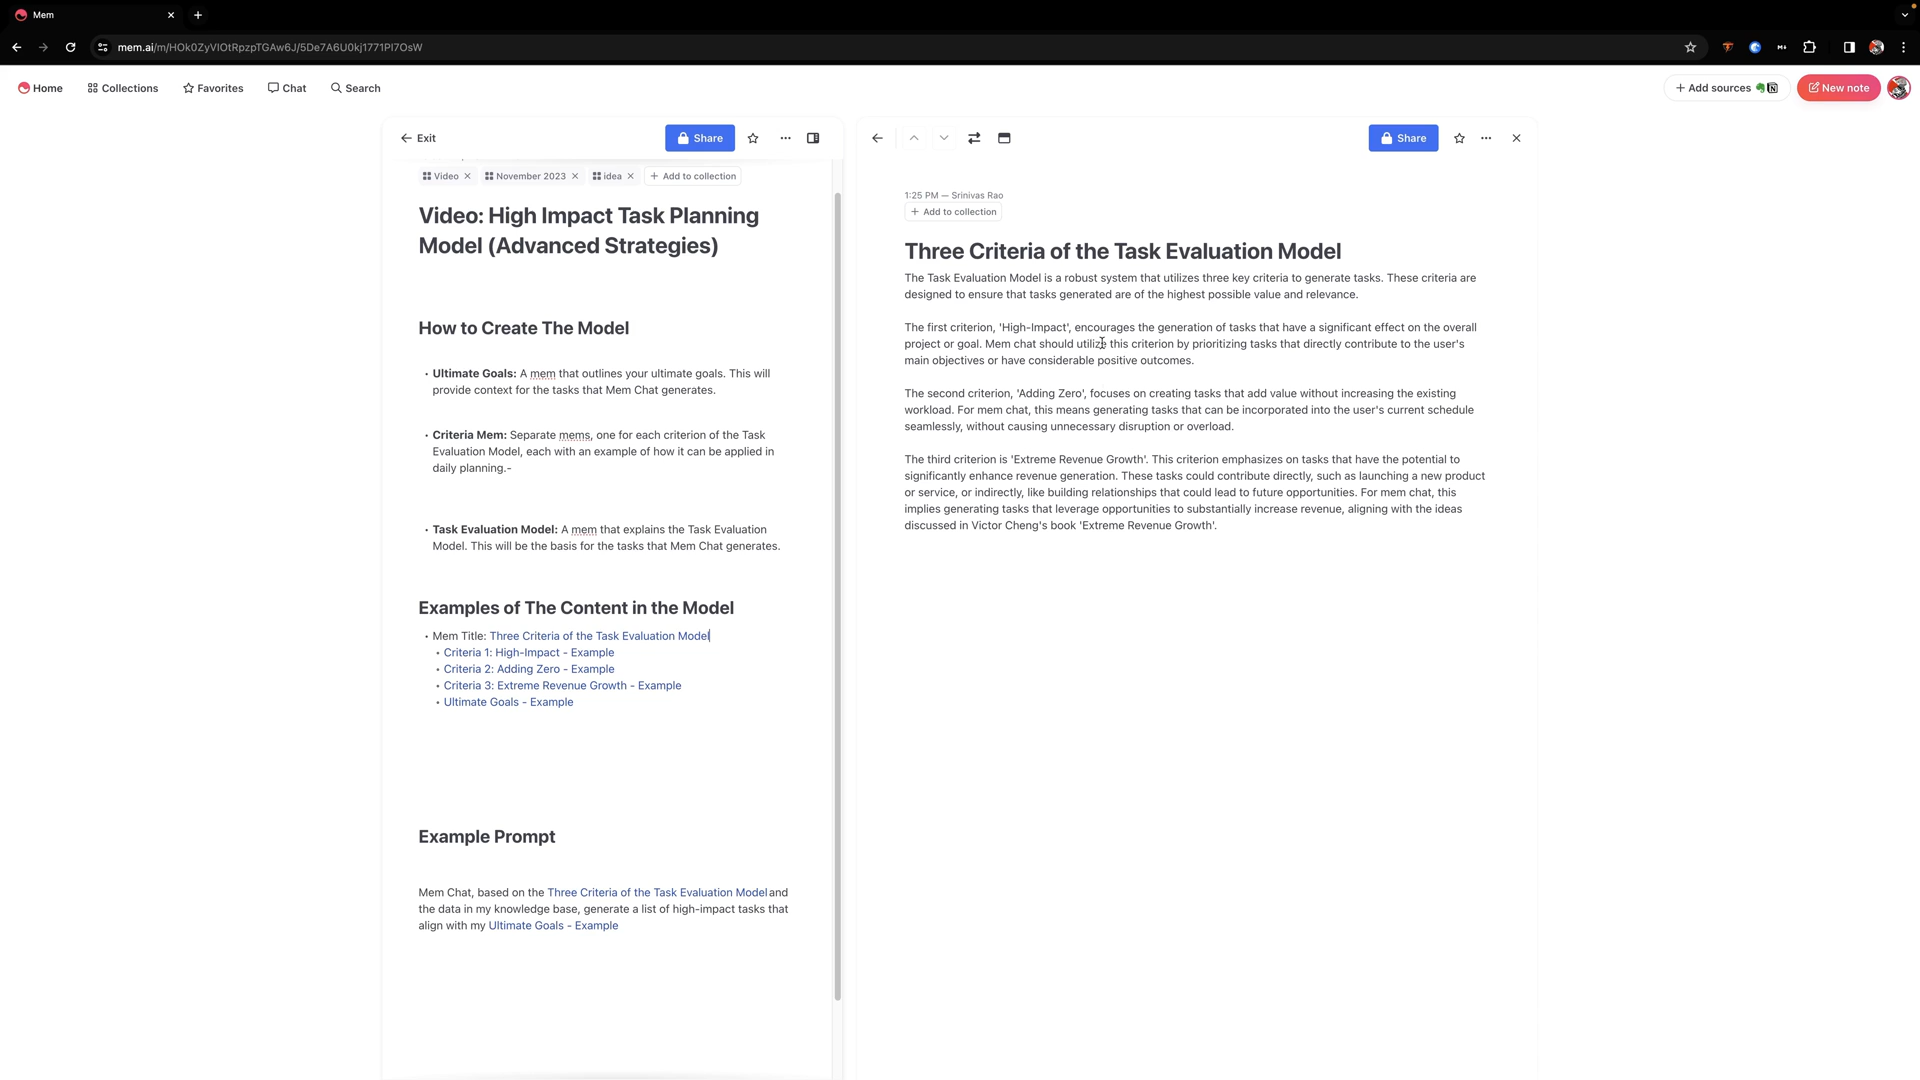 Mem
mem.ai/m/HOk0ZyVIOtRpzpTGAw6J/5De7A6U0kj1771Pl7OsW
Home
Collections
Favorites
Chat
Search
+ Add sources
New note
Exit
Share
Video
November 2023
idea
+ Add to collection
Video: High Impact Task Planning
Model (Advanced Strategies)
How to Create The Model
• Ultimate Goals: A mem that outlines your ultimate goals. This will
provide context for the tasks that Mem Chat generates.
• Criteria Mem: Separate mems, one for each criterion of the Task
Evaluation Model, each with an example of how it can be applied in
daily planning.-
• Task Evaluation Model: A mem that explains the Task Evaluation
Model. This will be the basis for the tasks that Mem Chat generates.
Examples of The Content in the Model
• Mem Title: Three Criteria of the Task Evaluation Model
• Criteria 1: High-Impact - Example
• Criteria 2: Adding Zero - Example
• Criteria 3: Extreme Revenue Growth - Example
• Ultimate Goals - Example
Example Prompt
Mem Chat, based on the Three Criteria of the Task Evaluation Model and
the data in my knowledge base, generate a list of high-impact tasks that
align with my Ultimate Goals - Example
Share
1:25 PM — Srinivas Rao
+ Add to collection
Three Criteria of the Task Evaluation Model
The Task Evaluation Model is a robust system that utilizes three key criteria to generate tasks. These criteria are
designed to ensure that tasks generated are of the highest possible value and relevance.
The first criterion, 'High-Impact', encourages the generation of tasks that have a significant effect on the overall
project or goal. Mem chat should utilize this criterion by prioritizing tasks that directly contribute to the user's
main objectives or have considerable positive outcomes.
The second criterion, 'Adding Zero', focuses on creating tasks that add value without increasing the existing
workload. For mem chat, this means generating tasks that can be incorporated into the user's current schedule
seamlessly, without causing unnecessary disruption or overload.
The third criterion is 'Extreme Revenue Growth'. This criterion emphasizes on tasks that have the potential to
significantly enhance revenue generation. These tasks could contribute directly, such as launching a new product
or service, or indirectly, like building relationships that could lead to future opportunities. For mem chat, this
implies generating tasks that leverage opportunities to substantially increase revenue, aligning with the ideas
discussed in Victor Cheng's book 'Extreme Revenue Growth'.